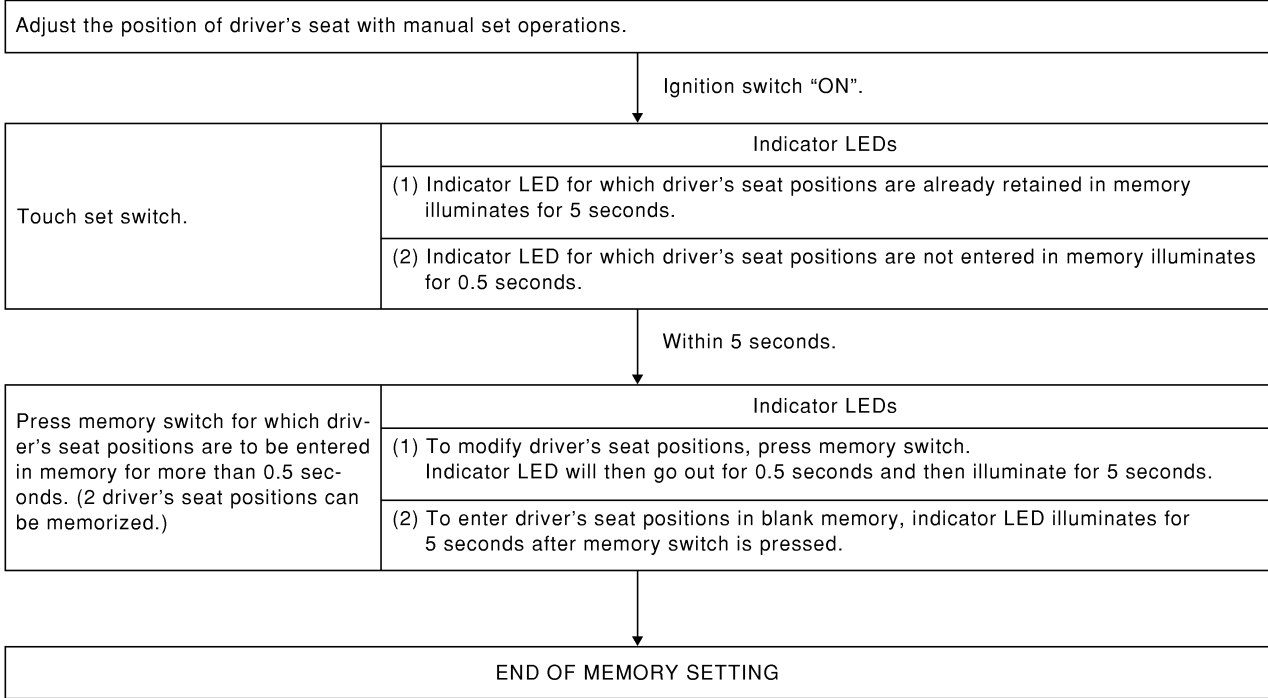 Adjust the position of driver's seat with manual set operations.
Ignition switch “ON”.
Touch set switch.
Indicator LEDs
(1) Indicator LED for which driver's seat positions are already retained in memory
illuminates for 5 seconds.
(2) Indicator LED for which driver's seat positions are not entered in memory illuminates
for 0.5 seconds.
Within 5 seconds.
Press memory switch for which driv-
er's seat positions are to be entered
in memory for more than 0.5 sec-
onds. (2 driver's seat positions can
be memorized.)
Indicator LEDs
(1) To modify driver's seat positions, press memory switch.
Indicator LED will then go out for 0.5 seconds and then illuminate for 5 seconds.
(2) To enter driver's seat positions in blank memory, indicator LED illuminates for
5 seconds after memory switch is pressed.
END OF MEMORY SETTING